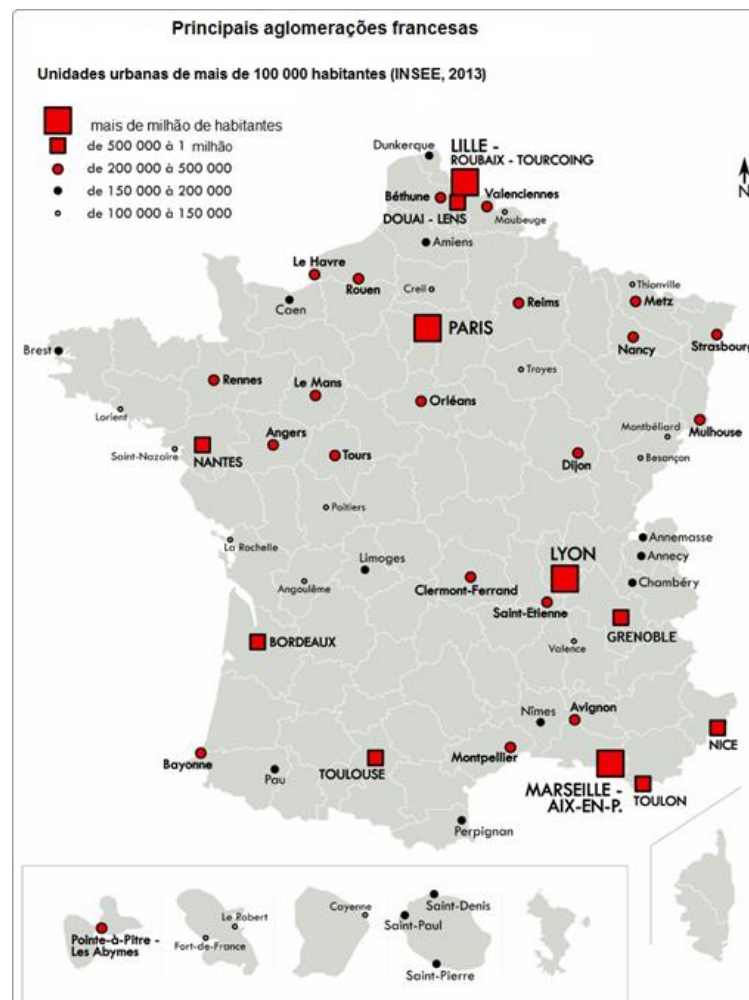 Principais aglomerações francesas
Unidades urbanas de mais de 100 000 habitantes (INSEE, 2013)
mais de milhão de habitantes
de 500 000 à 1 milhão
de 200 000 à 500 000
de 150 000 à 200 000
de 100 000 à 150 000
N
Dunkerque
LILLE -
ROUBAIX - TOURCOING
Béthune
Valenciennes
DOUAI - LENS
Maubeuge
Amiens
Le Havre
Rouen
Creil
Thionville
Reims
Metz
Caen
PARIS
Nancy
Strasbourg
Brest
Troyes
Rennes
Le Mans
Orléans
Lorient
Mulhouse
Angers
Montbéliard
Saint-Nazaire
NANTES
Tours
Dijon
Besançon
Poitiers
La Rochelle
Annemasse
LYON
Annecy
Limoges
Angoulême
Clermont-Ferrand
Chambéry
Saint-Etienne
GRENOBLE
BORDEAUX
Valence
Nîmes
Avignon
NICE
Bayonne
Montpellier
TOULOUSE
Pau
MARSEILLE -
AIX-EN-P.
TOULON
Perpignan
Pointe-à-Pitre -
Les Abymes
Le Robert
Fort-de-France
Cayenne
Saint-Denis
Saint-Paul
Saint-Pierre